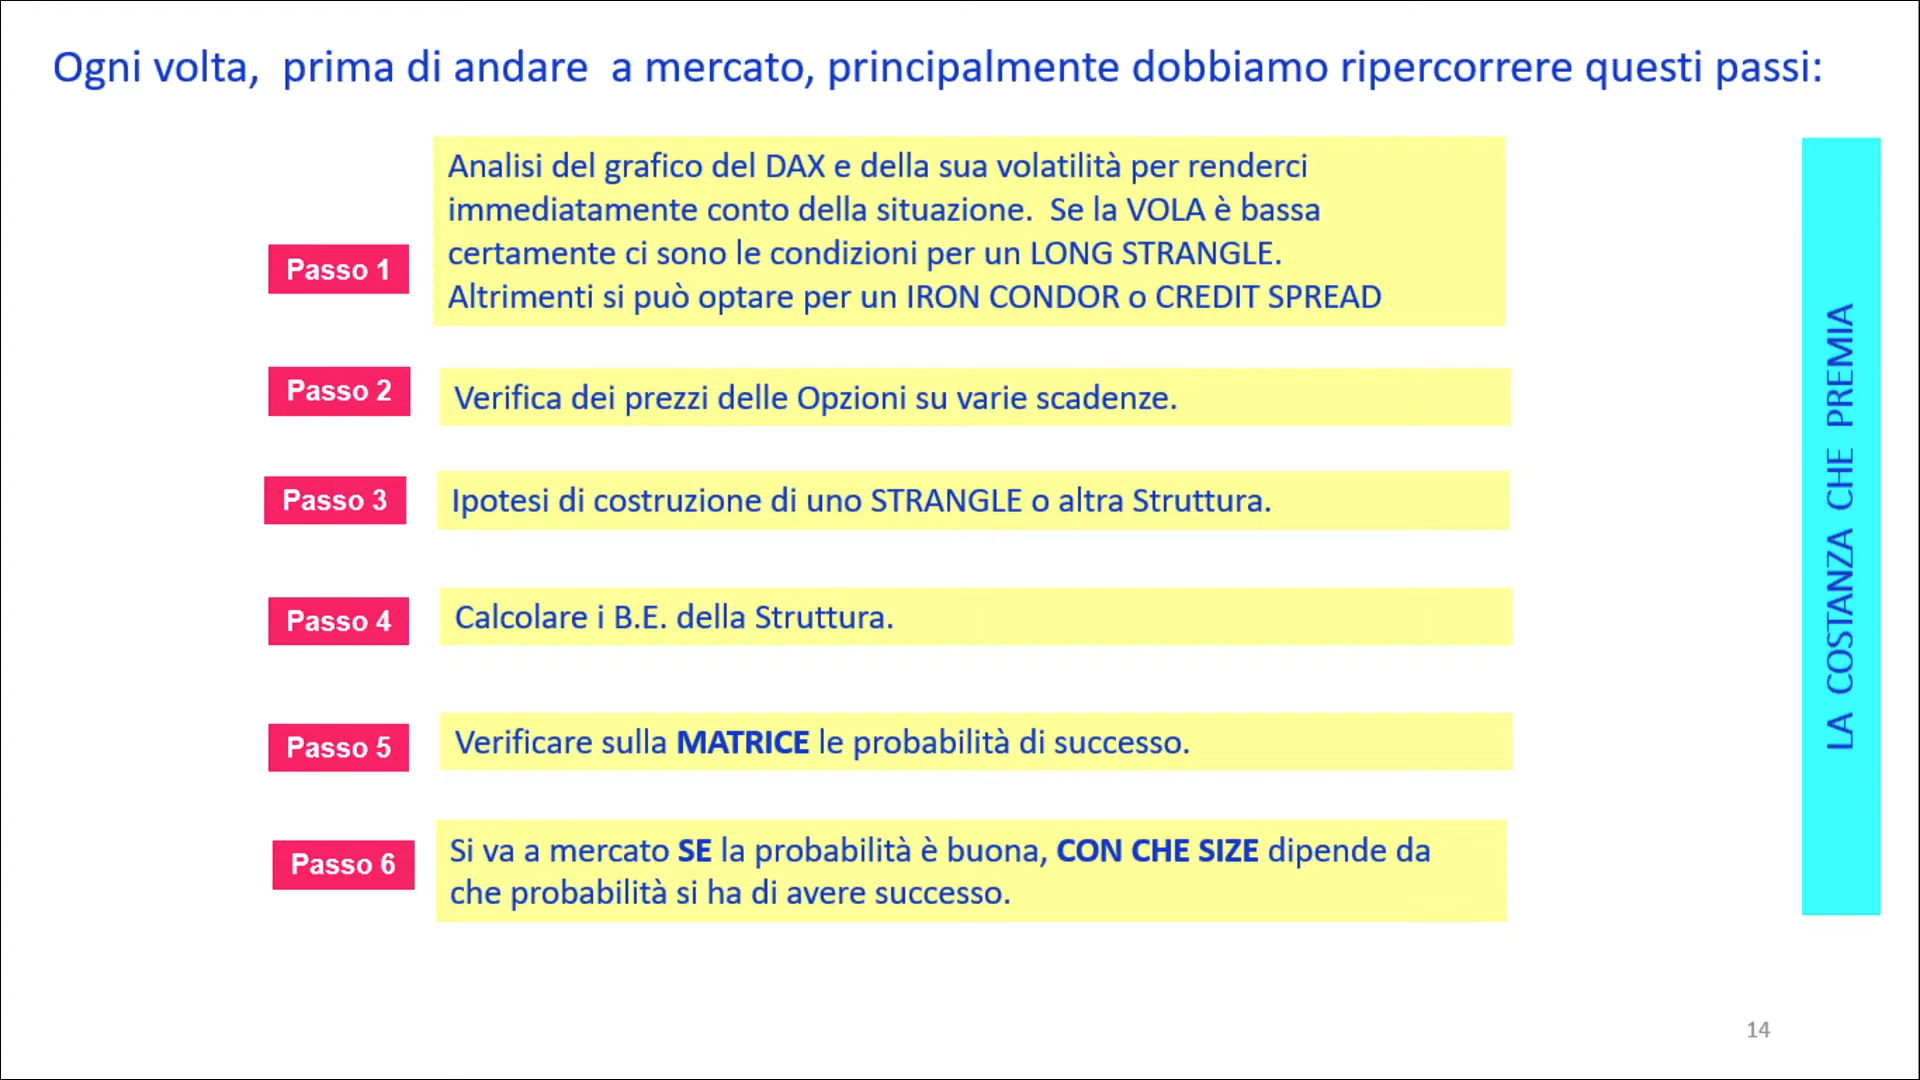 Ogni volta, prima di andare a mercato, principalmente dobbiamo ripercorrere questi passi:
Passo 1
Analisi del grafico del DAX e della sua volatilità per renderci
immediatamente conto della situazione. Se la VOLA è bassa
certamente ci sono le condizioni per un LONG STRANGLE.
Altrimenti si può optare per un IRON CONDOR o CREDIT SPREAD
Passo 2
Verifica dei prezzi delle Opzioni su varie scadenze.
Passo 3
Ipotesi di costruzione di uno STRANGLE o altra Struttura.
Passo 4
Calcolare i B.E. della Struttura.
Passo 5
Verificare sulla MATRICE le probabilità di successo.
Passo 6
Si va a mercato SE la probabilità è buona, CON CHE SIZE dipende da
che probabilità si ha di avere successo.
LA COSTANZA CHE PREMIA
14